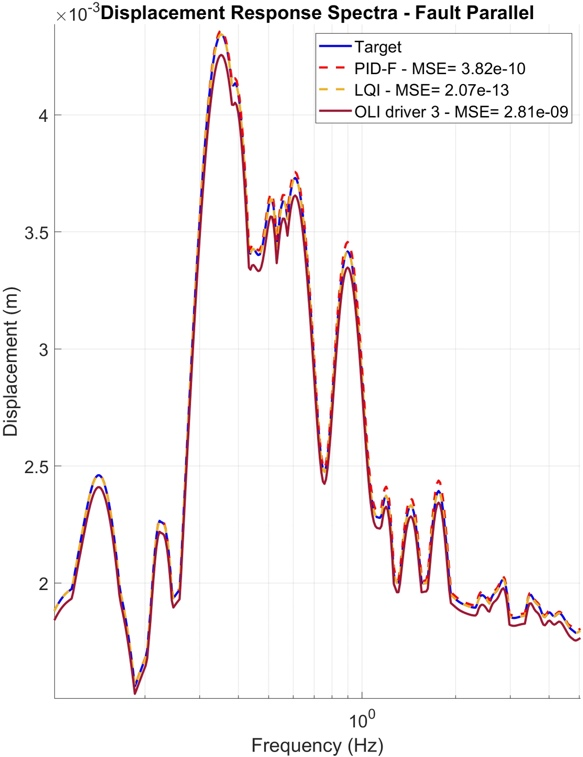 ×10⁻³
Displacement Response Spectra - Fault Parallel
Target
PID-F - MSE= 3.82e-10
LQI - MSE= 2.07e-13
OLI driver 3 - MSE= 2.81e-09
4
3.5
3
2.5
2
Displacement (m)
10⁰
Frequency (Hz)